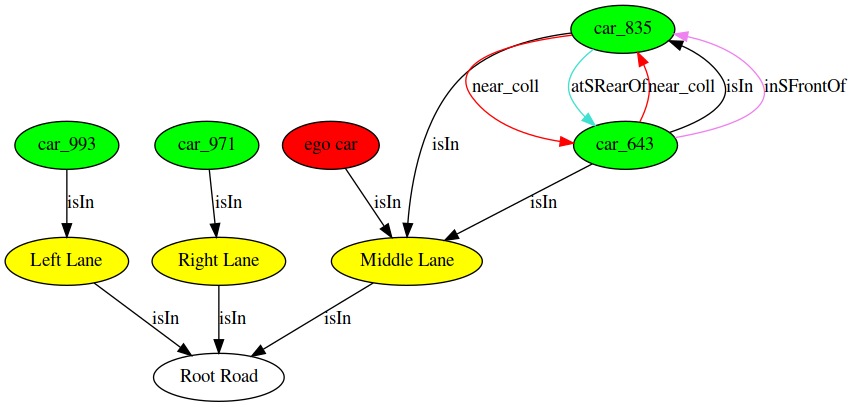 car_835
near_coll
atSRearOf
near_coll
isIn
inSFrontOf
car_993
car_971
ego car
isIn
car_643
isIn
isIn
isIn
isIn
Left Lane
Right Lane
Middle Lane
isIn
isIn
isIn
Root Road